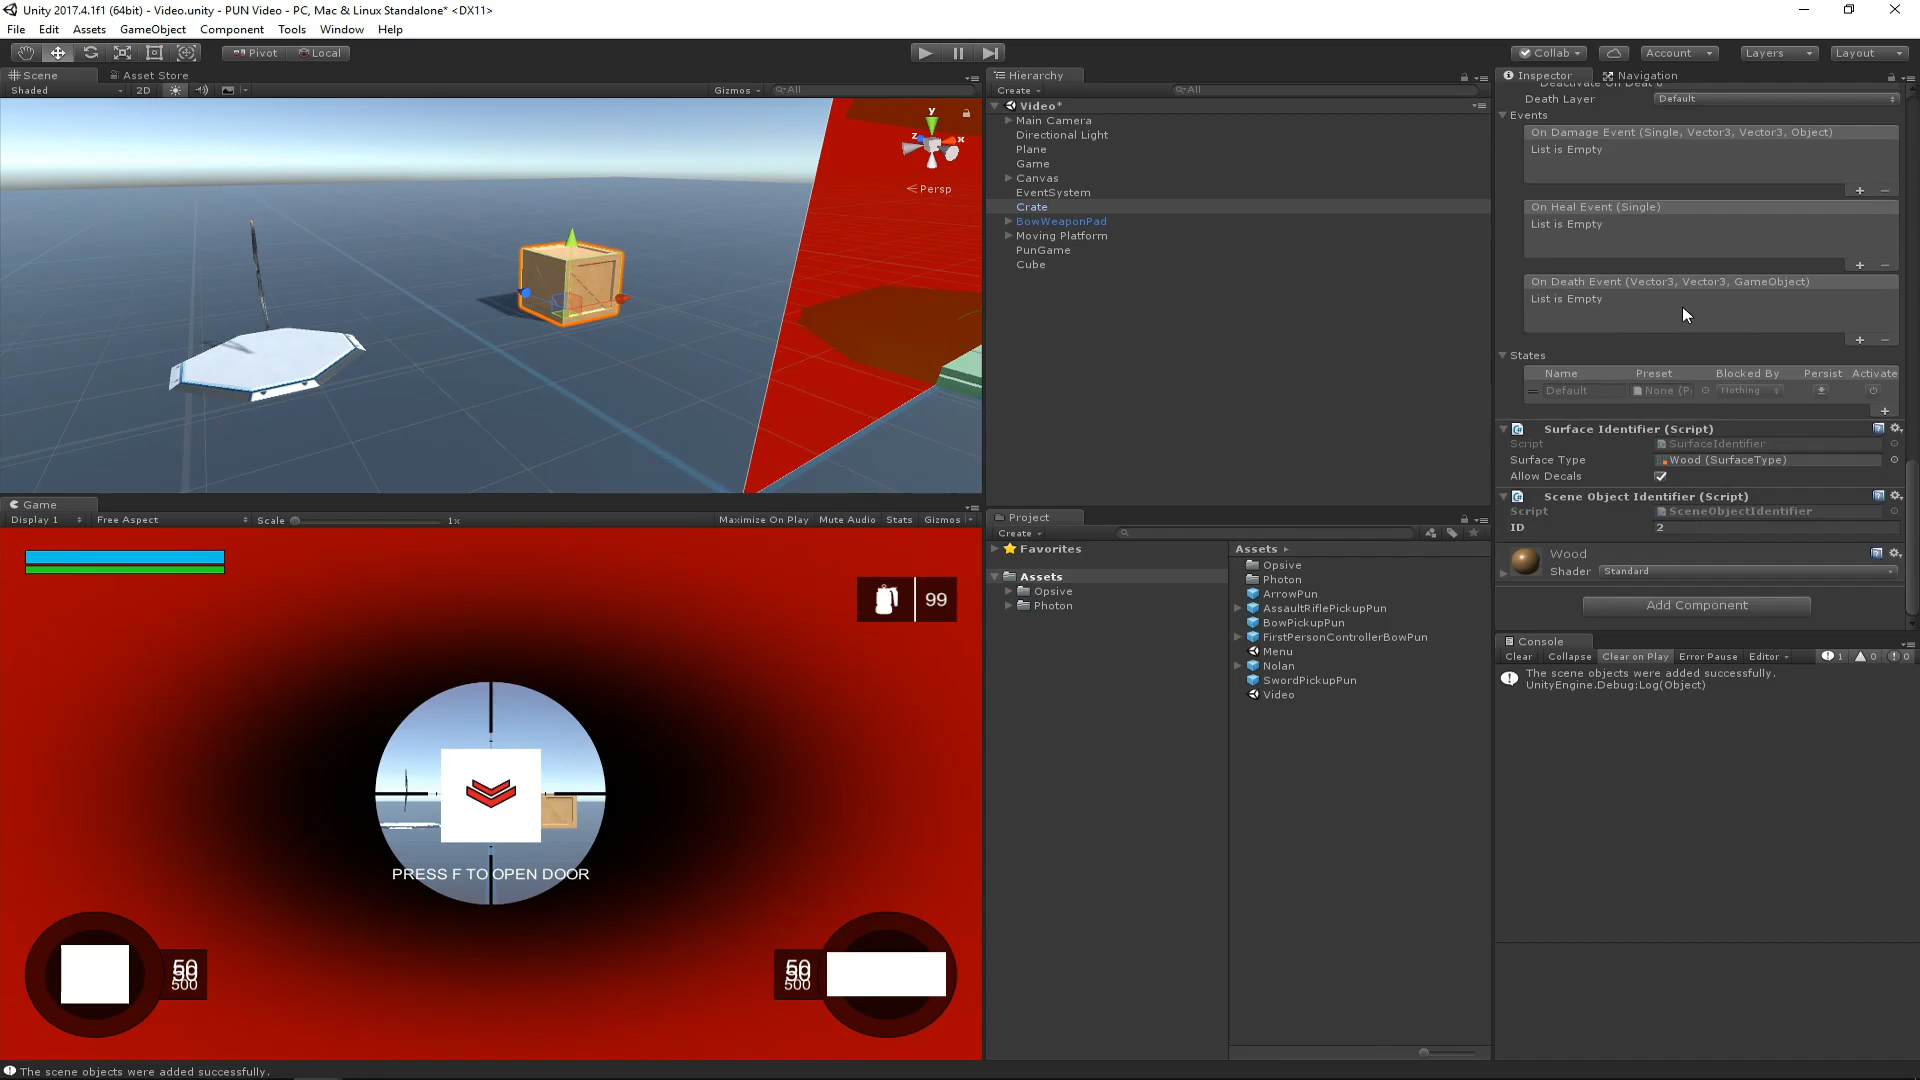 Unity 2017.4.1f1 (64bit) - Video.unity - PUN Video - PC, Mac & Linux Standalone* <DX11>
File Edit Assets GameObject Component Tools Window Help
Pivot Local Collab Account Layers Layout
Scene Asset Store
Shaded 2D Gizmos All
y
z x
Persp
Hierarchy
Create All
Video*
Main Camera
Directional Light
Plane
Game
Canvas
EventSystem
Crate
BowWeaponPad
Moving Platform
PunGame
Cube
Inspector Navigation
Death Layer Default
Events
On Damage Event (Single, Vector3, Vector3, Object)
List is Empty
+ −
On Heal Event (Single)
List is Empty
+ −
On Death Event (Vector3, Vector3, GameObject)
List is Empty
+ −
States
Name Preset Blocked By Persist Activate
Default None (P Nothing
+
Surface Identifier (Script)
Script SurfaceIdentifier
Surface Type Wood (SurfaceType)
Allow Decals
Scene Object Identifier (Script)
Script SceneObjectIdentifier
ID 2
Wood
Shader Standard
Add Component
Game
Display 1 Free Aspect Scale 1x Maximize On Play Mute Audio Stats Gizmos
99
PRESS F TO OPEN DOOR
50
500
50
500
Project
Create
Favorites
Assets
Opsive
Photon
Assets
Opsive
Photon
ArrowPun
AssaultRiflePickupPun
BowPickupPun
FirstPersonControllerBowPun
Menu
Nolan
SwordPickupPun
Video
Console
Clear Collapse Clear on Play Error Pause Editor 1 0 0
The scene objects were added successfully.
UnityEngine.Debug:Log(Object)
The scene objects were added successfully.